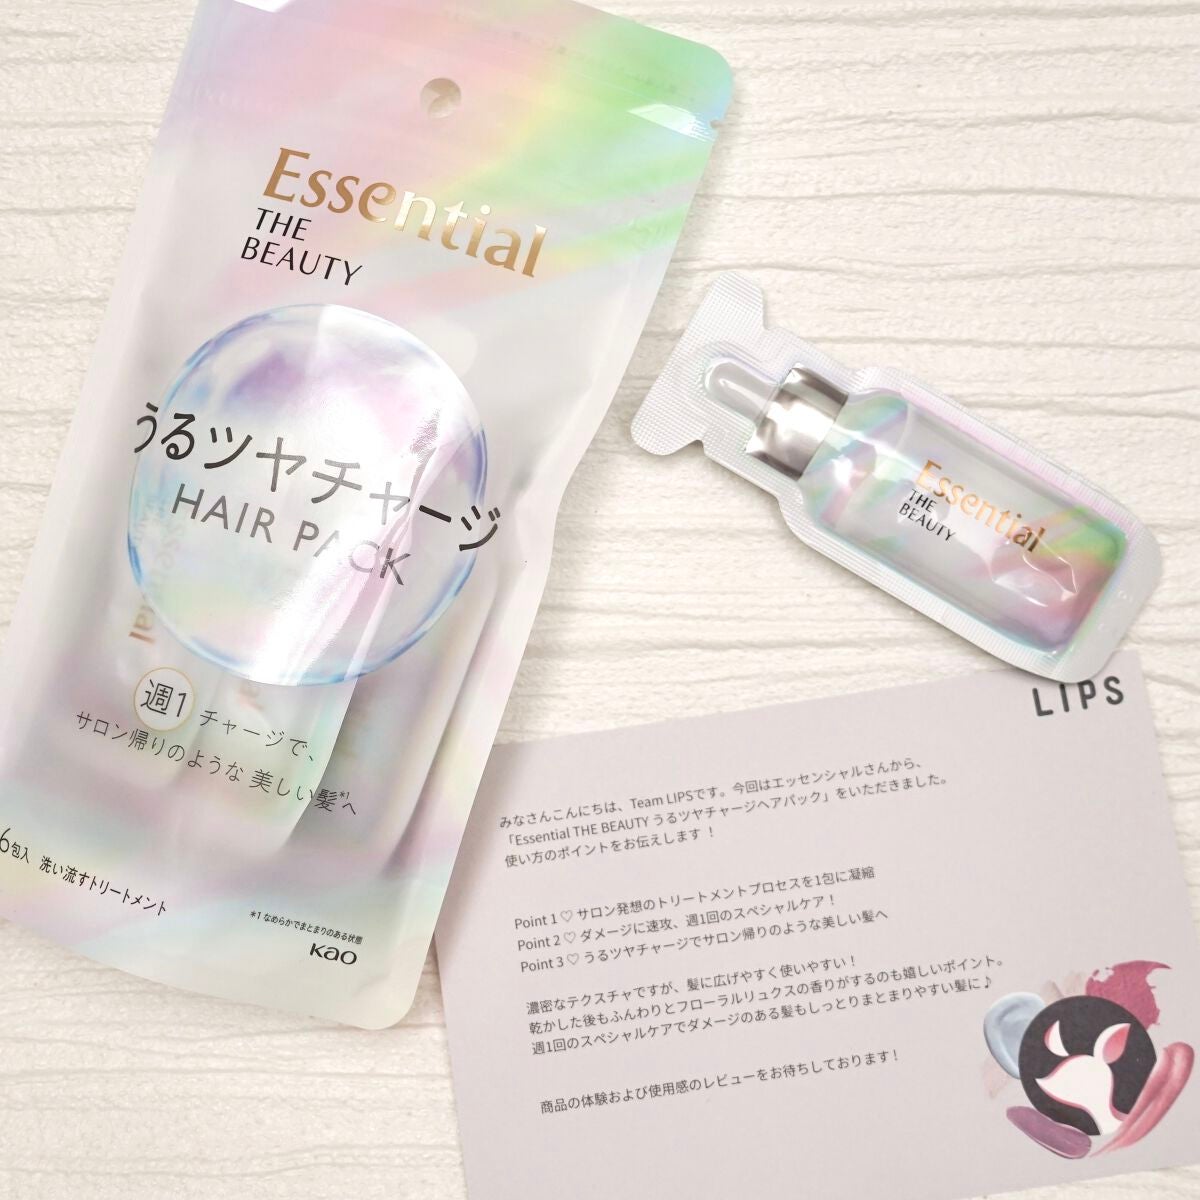 Essential
THE
BEAUTY
うるツヤチャージ
HAIR PACK
週1 チャージで、
サロン帰りのような 美しい髪*1へ
6包入 洗い流すトリートメント
*1 なめらかでまとまりのある状態
Kao
Essential
THE
BEAUTY
Essential
LIPS
みなさんこんにちは、Team LIPSです。今回はエッセンシャルさんから、
「Essential THE BEAUTY うるツヤチャージヘアパック」をいただきました。
使い方のポイントをお伝えします！
Point 1 ♡ サロン発想のトリートメントプロセスを1包に凝縮
Point 2 ♡ ダメージに速攻、週1回のスペシャルケア！
Point 3 ♡ うるツヤチャージでサロン帰りのような美しい髪へ
濃密なテクスチャですが、髪に広げやすく使いやすい！
乾かした後もふんわりとフローラルリュクスの香りがするのも嬉しいポイント。
週1回のスペシャルケアでダメージのある髪もしっとりまとまりやすい髪に♪
商品の体験および使用感のレビューをお待ちしております！